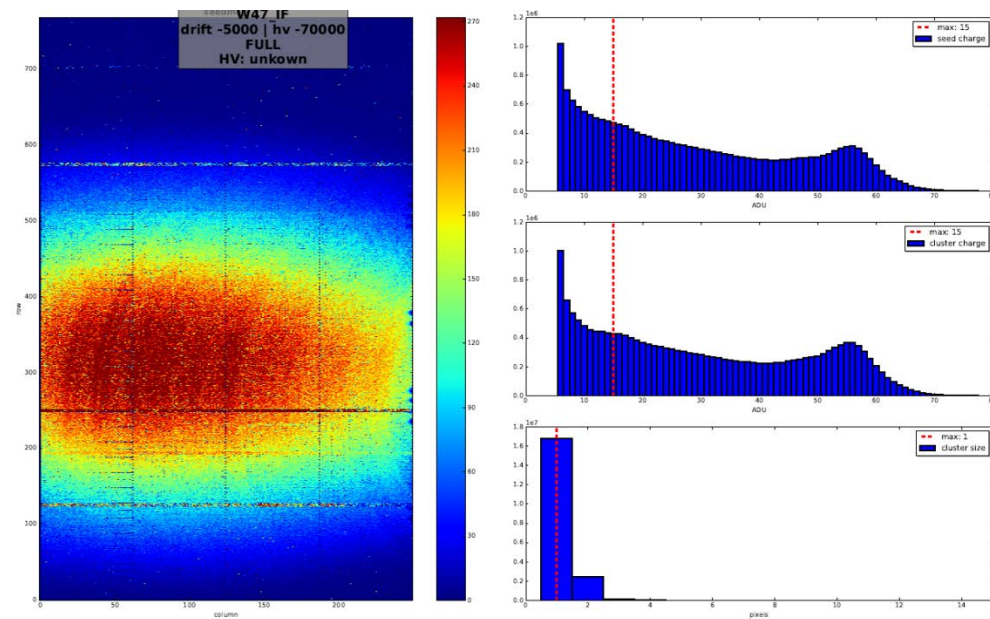 W47_IF
drift -5000 | hv -70000
FULL
HV: unkown
row
700
600
500
400
300
200
100
0
0 50 100 150 200
column
270
240
210
180
150
120
90
60
30
0
1e6
1.2
1.0
0.8
0.6
0.4
0.2
0.0
0 10 20 30 40 50 60 70 80
ADU
max: 15
seed charge
1e6
1.2
1.0
0.8
0.6
0.4
0.2
0.0
0 10 20 30 40 50 60 70 80
ADU
max: 15
cluster charge
1e7
1.8
1.6
1.4
1.2
1.0
0.8
0.6
0.4
0.2
0.0
0 2 4 6 8 10 12 14
pixels
max: 1
cluster size